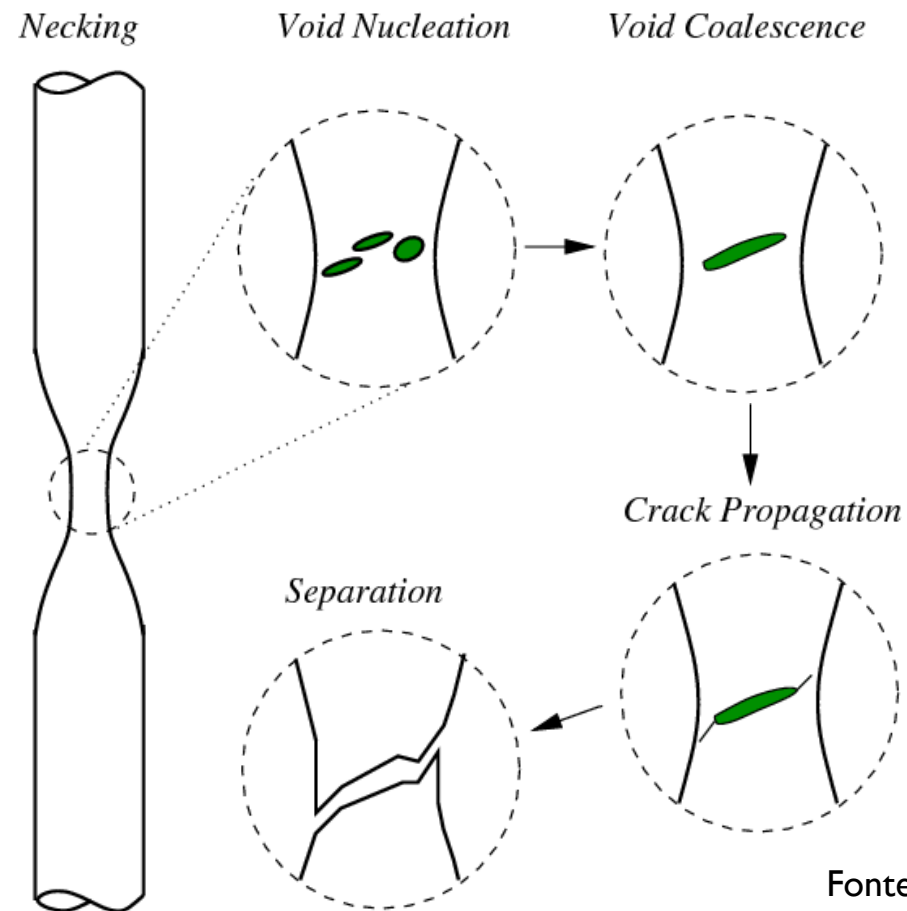 Necking
Void Nucleation
Void Coalescence
Crack Propagation
Separation
Fonte